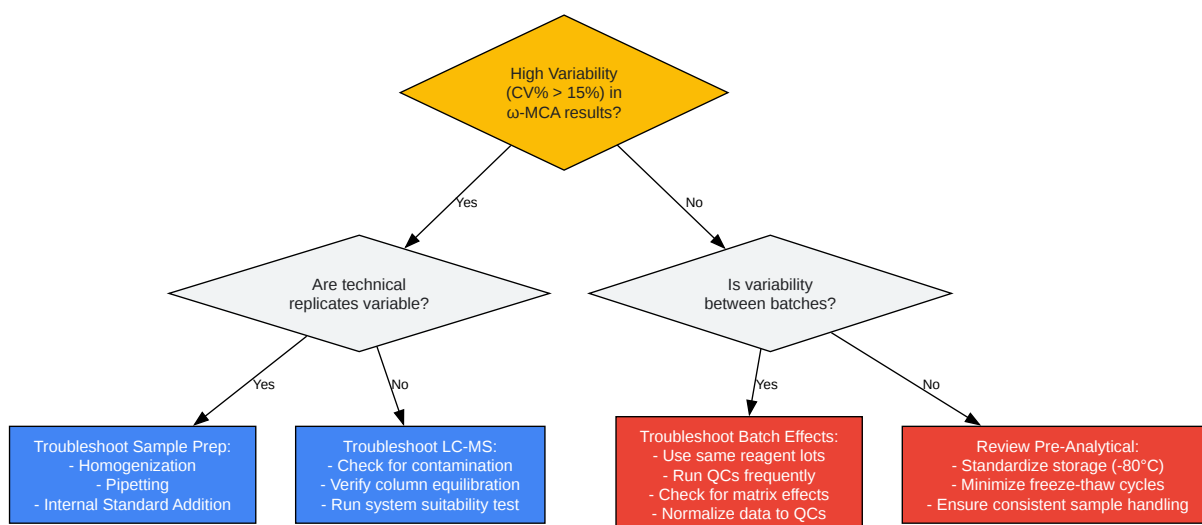 High Variability
(CV% > 15%) in
ω-MCA results?
Yes
No
Are technical
replicates variable?
Is variability
between batches?
Yes
No
Yes
No
Troubleshoot Sample Prep:
- Homogenization
- Pipetting
- Internal Standard Addition
Troubleshoot LC-MS:
- Check for contamination
- Verify column equilibration
- Run system suitability test
Troubleshoot Batch Effects:
- Use same reagent lots
- Run QCs frequently
- Check for matrix effects
- Normalize data to QCs
Review Pre-Analytical:
- Standardize storage (-80°C)
- Minimize freeze-thaw cycles
- Ensure consistent sample handling